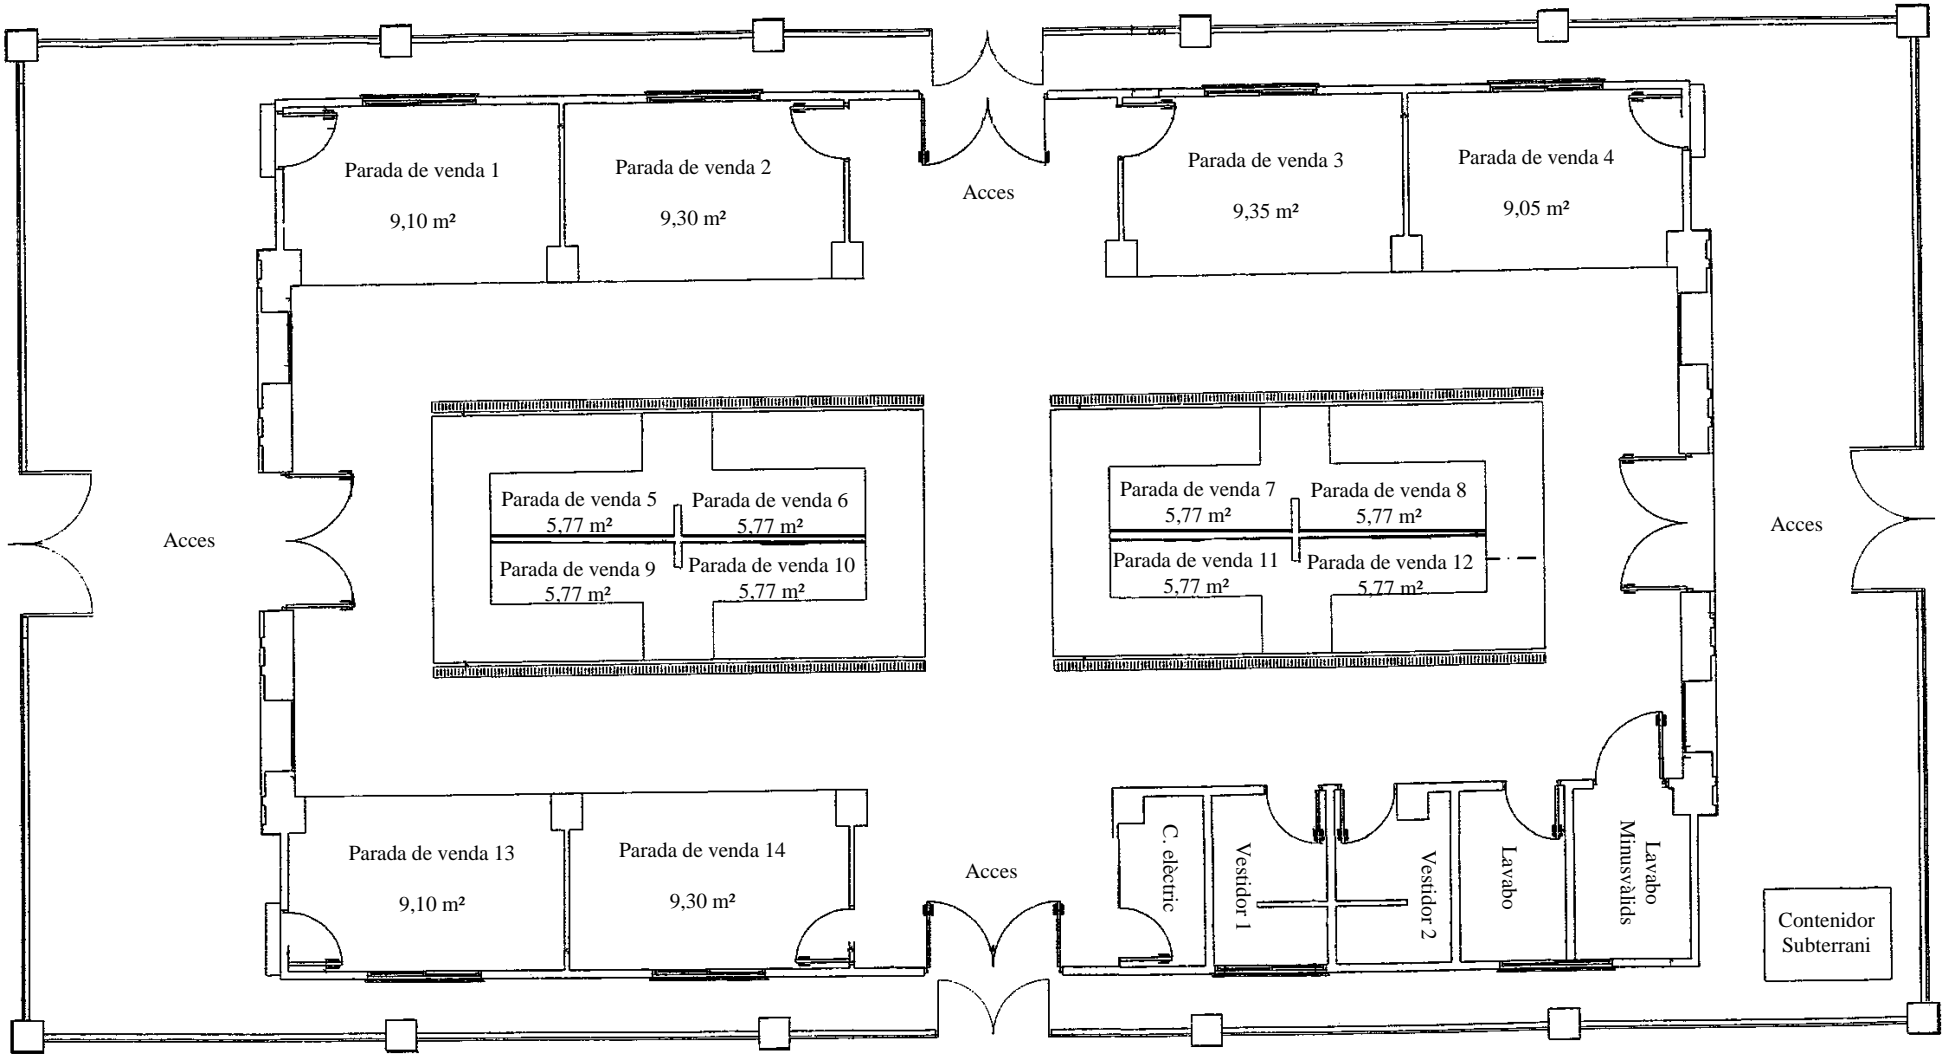 Parada de venda 1
9,10 m²
Parada de venda 2
9,30 m²
Acces
Parada de venda 3
9,35 m²
Parada de venda 4
9,05 m²
Parada de venda 5
5,77 m²
Parada de venda 6
5,77 m²
Parada de venda 7
5,77 m²
Parada de venda 8
5,77 m²
Acces
Acces
Parada de venda 9
5,77 m²
Parada de venda 10
5,77 m²
Parada de venda 11
5,77 m²
Parada de venda 12
5,77 m²
Parada de venda 13
9,10 m²
Parada de venda 14
9,30 m²
Acces
C. elèctric
Vestidor 1
Vestidor 2
Lavabo
Lavabo
Minusvàlids
Contenidor
Subterrani